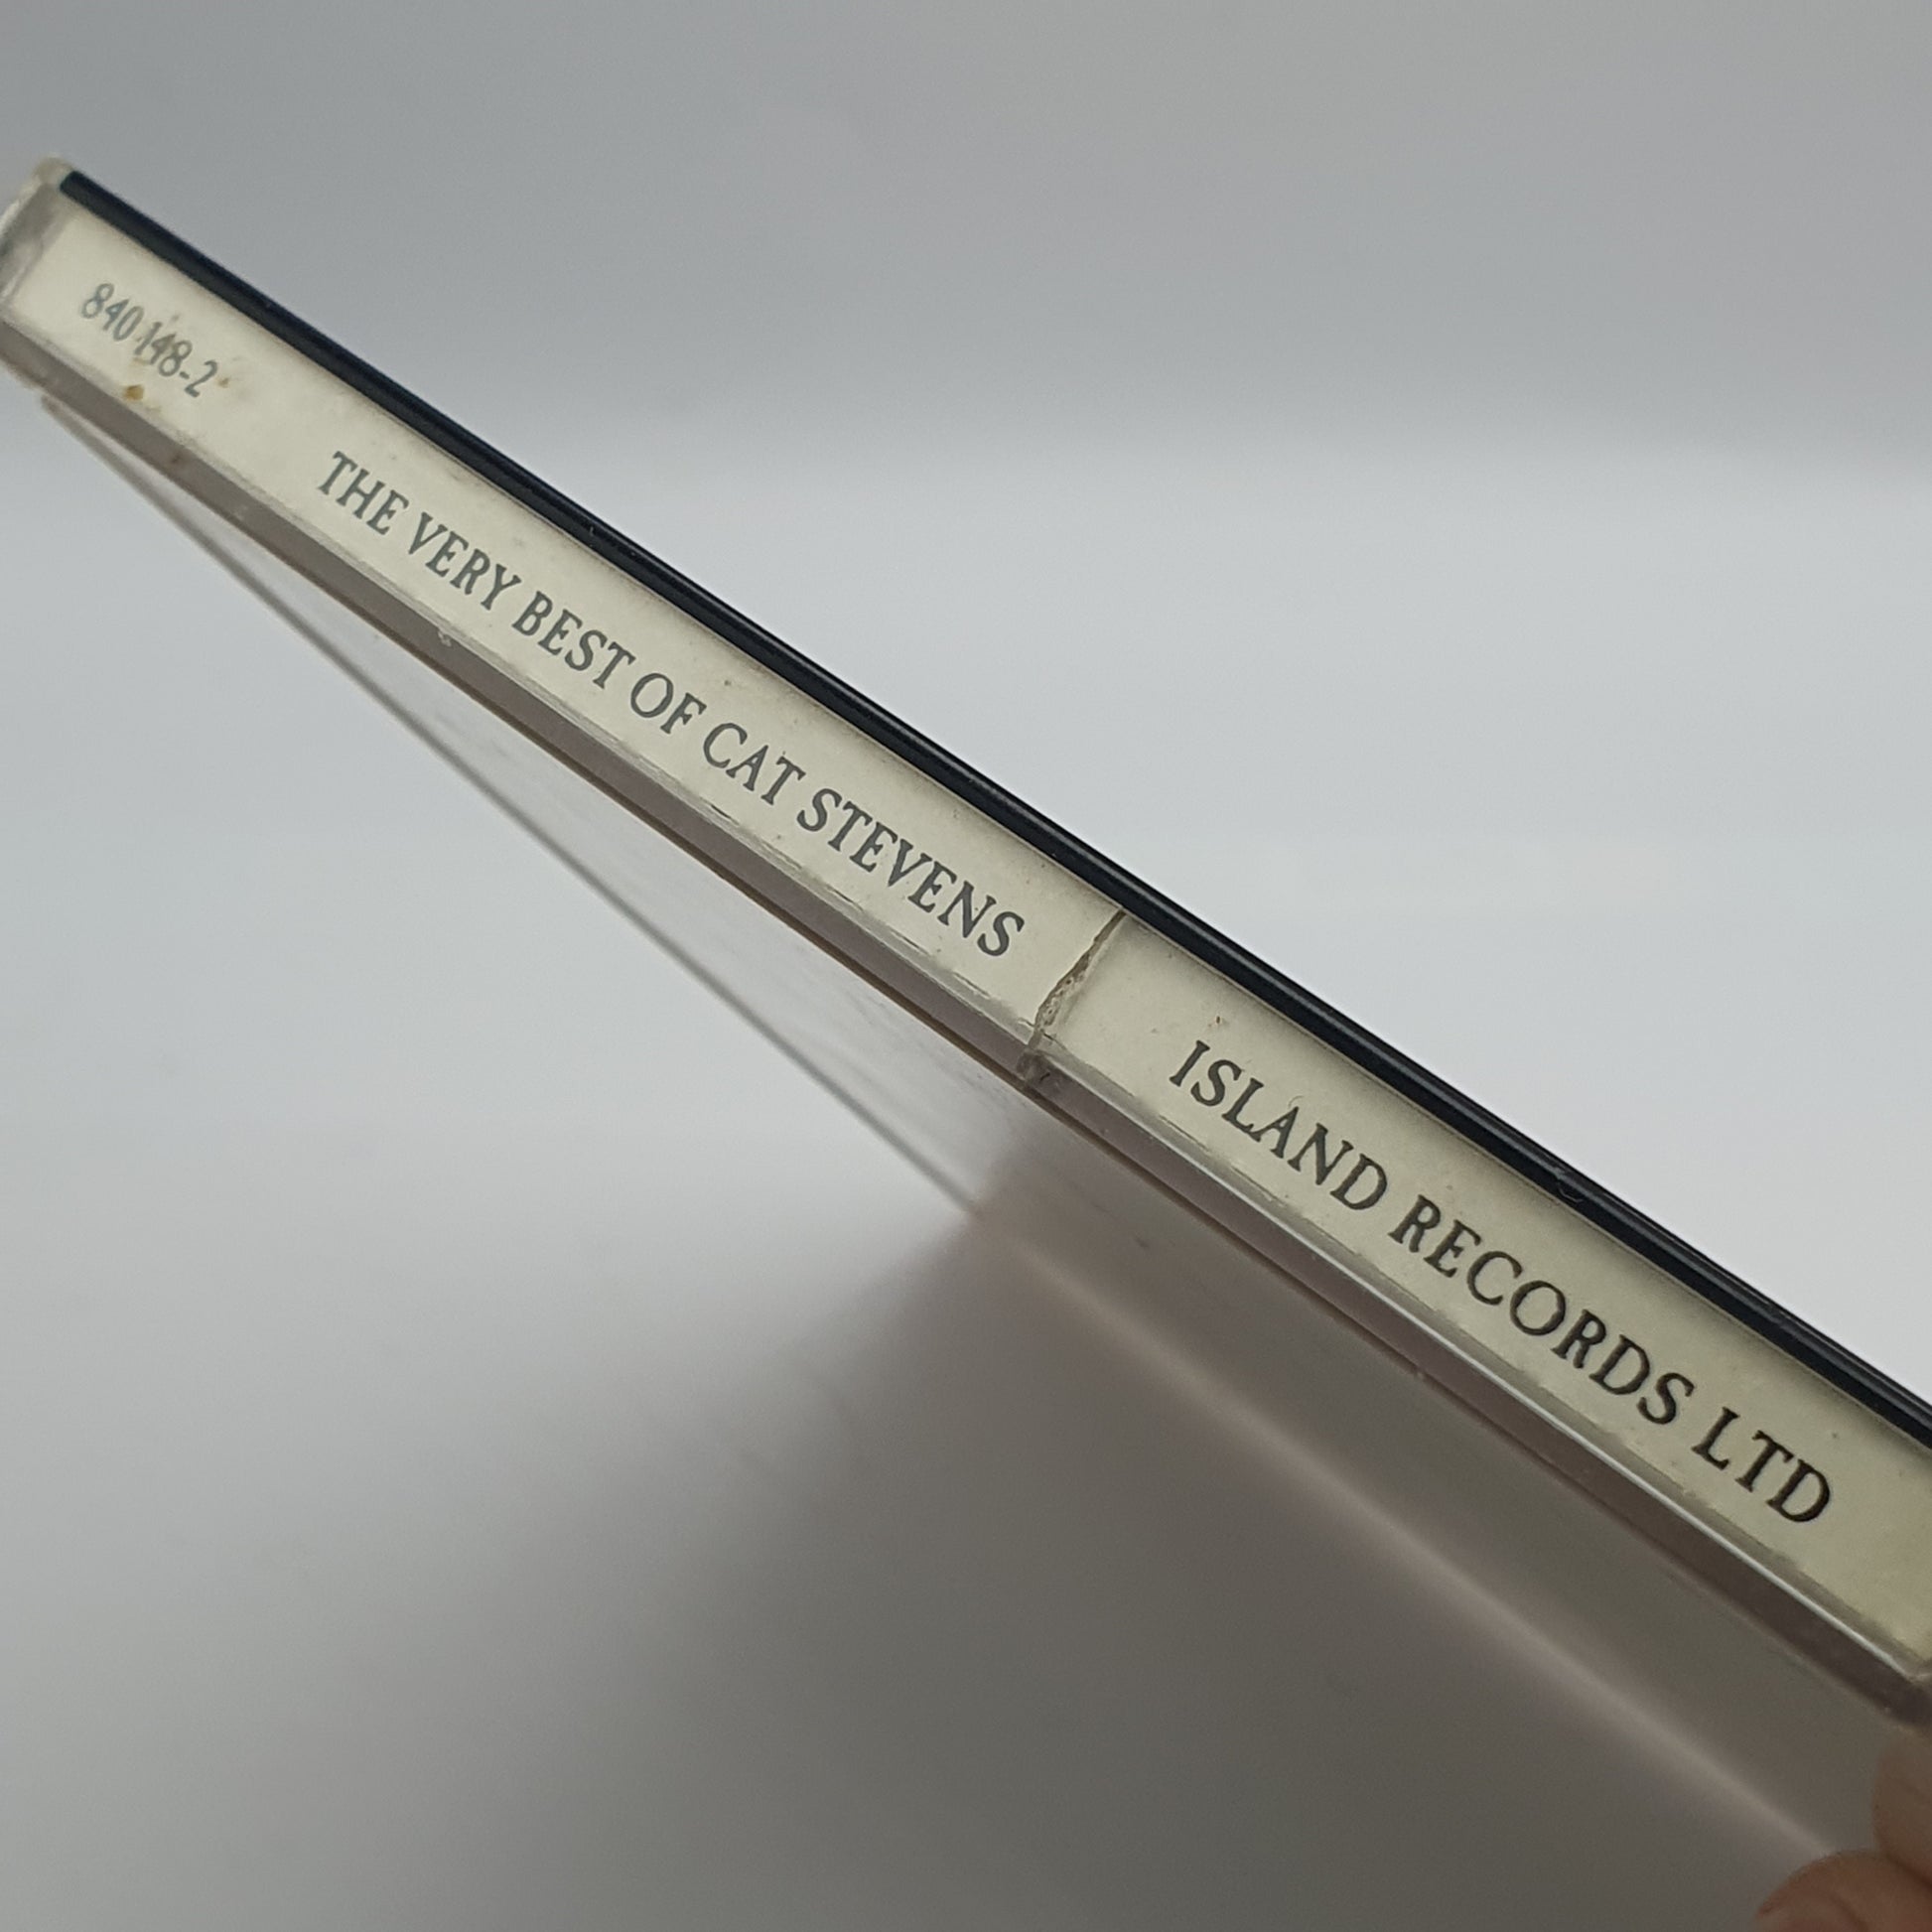 840 148-2 THE VERY BEST OF CAT STEVENS ISLAND RECORDS LTD